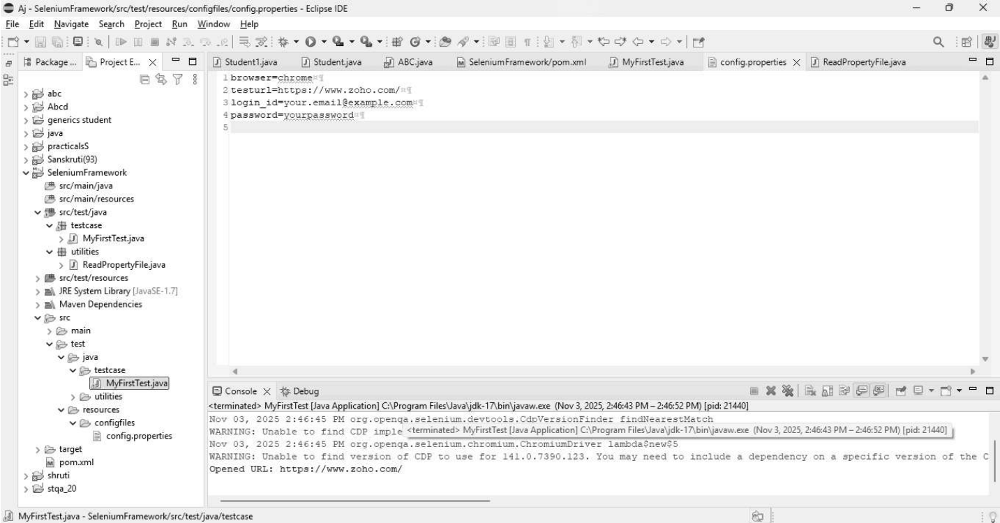 Aj - SeleniumFramework/src/test/resources/configfiles/config.properties - Eclipse IDE
File Edit Navigate Search Project Run Window Help
Package ... Project E...
abc
Abcd
generics student
java
practicalsS
Sanskruti(93)
SeleniumFramework
src/main/java
src/main/resources
src/test/java
testcase
MyFirstTest.java
utilities
ReadPropertyFile.java
src/test/resources
JRE System Library [JavaSE-1.7]
Maven Dependencies
src
main
test
java
testcase
MyFirstTest.java
utilities
resources
configfiles
config.properties
target
pom.xml
shruti
stqa_20
Student1.java Student.java ABC.java SeleniumFramework/pom.xml MyFirstTest.java config.properties ReadPropertyFile.java
1 browser=chrome¤¶
2 testurl=https://www.zoho.com/¤¶
3 login_id=your.email@example.com¤¶
4 password=yourpassword¤¶
5
Console Debug
<terminated> MyFirstTest [Java Application] C:\Program Files\Java\jdk-17\bin\javaw.exe (Nov 3, 2025, 2:46:43 PM – 2:46:52 PM) [pid: 21440]
Nov 03, 2025 2:46:45 PM org.openqa.selenium.devtools.CdpVersionFinder findNearestMatch
WARNING: Unable to find CDP imple
<terminated> MyFirstTest [Java Application] C:\Program Files\Java\jdk-17\bin\javaw.exe (Nov 3, 2025, 2:46:43 PM – 2:46:52 PM) [pid: 21440]
Nov 03, 2025 2:46:45 PM org.openqa.selenium.chromium.ChromiumDriver lambda$new$5
WARNING: Unable to find version of CDP to use for 141.0.7390.123. You may need to include a dependency on a specific version of the C
Opened URL: https://www.zoho.com/
MyFirstTest.java - SeleniumFramework/src/test/java/testcase